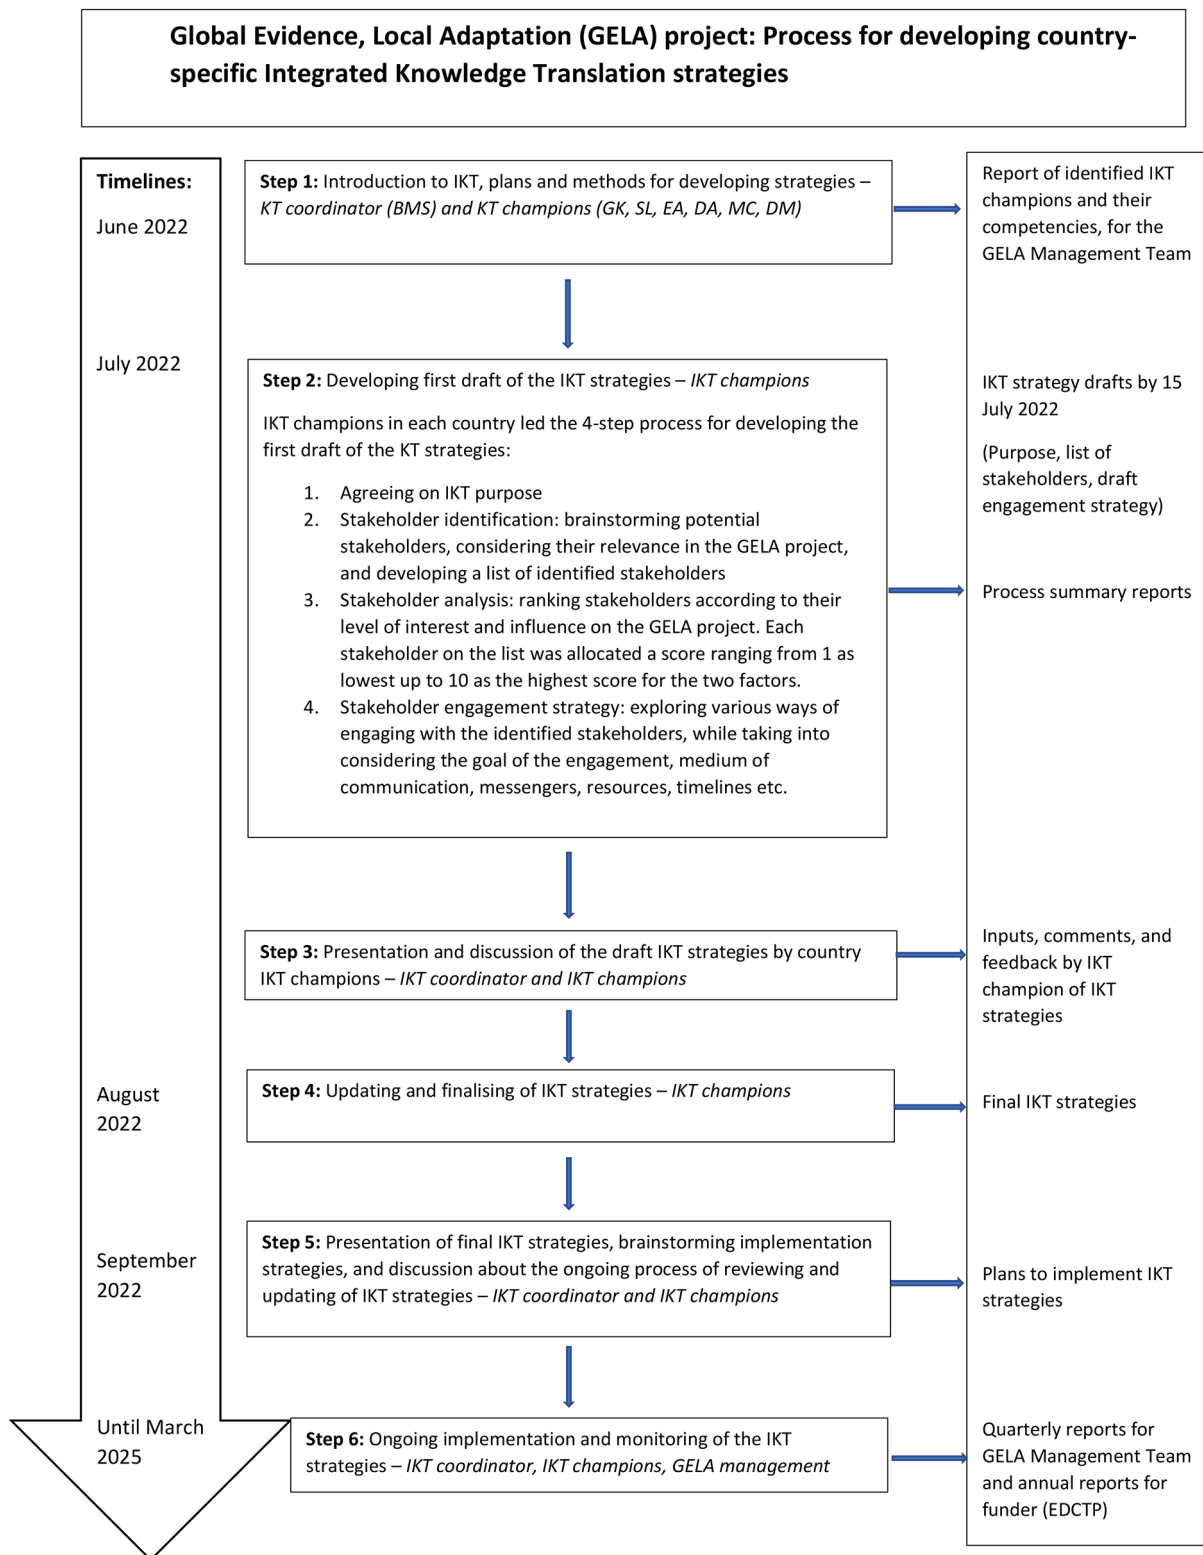 Global Evidence, Local Adaptation (GELA) project: Process for developing country-
specific Integrated Knowledge Translation strategies
Timelines:
June 2022
July 2022
August
2022
September
2022
Until March
2025
Step 1: Introduction to IKT, plans and methods for developing strategies –
KT coordinator (BMS) and KT champions (GK, SL, EA, DA, MC, DM)
Step 2: Developing first draft of the IKT strategies – IKT champions
IKT champions in each country led the 4-step process for developing the
first draft of the KT strategies:
1. Agreeing on IKT purpose
2. Stakeholder identification: brainstorming potential
stakeholders, considering their relevance in the GELA project,
and developing a list of identified stakeholders
3. Stakeholder analysis: ranking stakeholders according to their
level of interest and influence on the GELA project. Each
stakeholder on the list was allocated a score ranging from 1 as
lowest up to 10 as the highest score for the two factors.
4. Stakeholder engagement strategy: exploring various ways of
engaging with the identified stakeholders, while taking into
considering the goal of the engagement, medium of
communication, messengers, resources, timelines etc.
Step 3: Presentation and discussion of the draft IKT strategies by country
IKT champions – IKT coordinator and IKT champions
Step 4: Updating and finalising of IKT strategies – IKT champions
Step 5: Presentation of final IKT strategies, brainstorming implementation
strategies, and discussion about the ongoing process of reviewing and
updating of IKT strategies – IKT coordinator and IKT champions
Step 6: Ongoing implementation and monitoring of the IKT
strategies – IKT coordinator, IKT champions, GELA management
Report of identified IKT
champions and their
competencies, for the
GELA Management Team
IKT strategy drafts by 15
July 2022
(Purpose, list of
stakeholders, draft
engagement strategy)
Process summary reports
Inputs, comments, and
feedback by IKT
champion of IKT
strategies
Final IKT strategies
Plans to implement IKT
strategies
Quarterly reports for
GELA Management Team
and annual reports for
funder (EDCTP)